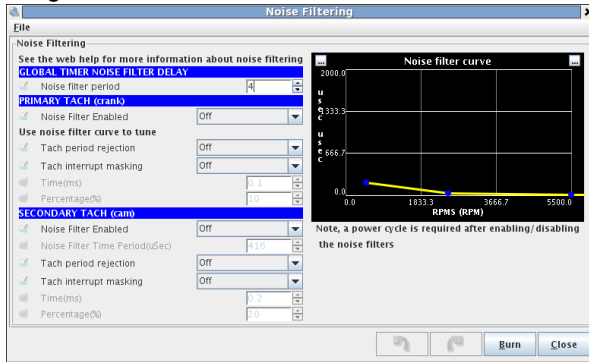 Noise Filtering
File
Noise Filtering
See the web help for more information about noise filtering
GLOBAL TIMER NOISE FILTER DELAY
Noise filter period 4
PRIMARY TACH (crank)
Noise Filter Enabled Off
Use noise filter curve to tune
Tach period rejection Off
Tach interrupt masking Off
Time(ms) 0.1
Percentage(%) 10
SECONDARY TACH (cam)
Noise Filter Enabled Off
Noise Filter Time Period(uSec) 416
Tach period rejection Off
Tach interrupt masking Off
Time(ms) 0.2
Percentage(%) 20
... Noise filter curve ...
2000.0
1333.3
666.7
0.0
usec usec
0.0 1833.3 3666.7 5500.0
RPMS (RPM)
Note, a power cycle is required after enabling/disabling
the noise filters
Burn Close